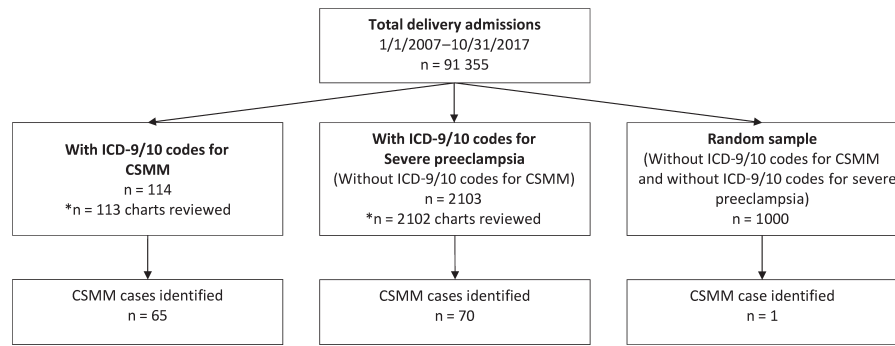 Total delivery admissions
1/1/2007–10/31/2017
n = 91 355
With ICD-9/10 codes for
CSMM
n = 114
*n = 113 charts reviewed
With ICD-9/10 codes for
Severe preeclampsia
(Without ICD-9/10 codes for CSMM)
n = 2103
*n = 2102 charts reviewed
Random sample
(Without ICD-9/10 codes for CSMM
and without ICD-9/10 codes for severe
preeclampsia)
n = 1000
CSMM cases identified
n = 65
CSMM cases identified
n = 70
CSMM case identified
n = 1